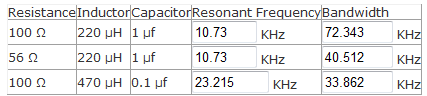 Resistance Inductor Capacitor Resonant Frequency Bandwidth
100 Ω 220 µH 1 µf 10.73 KHz 72.343 KHz
56 Ω 220 µH 1 µf 10.73 KHz 40.512 KHz
100 Ω 470 µH 0.1 µf 23.215 KHz 33.862 KHz